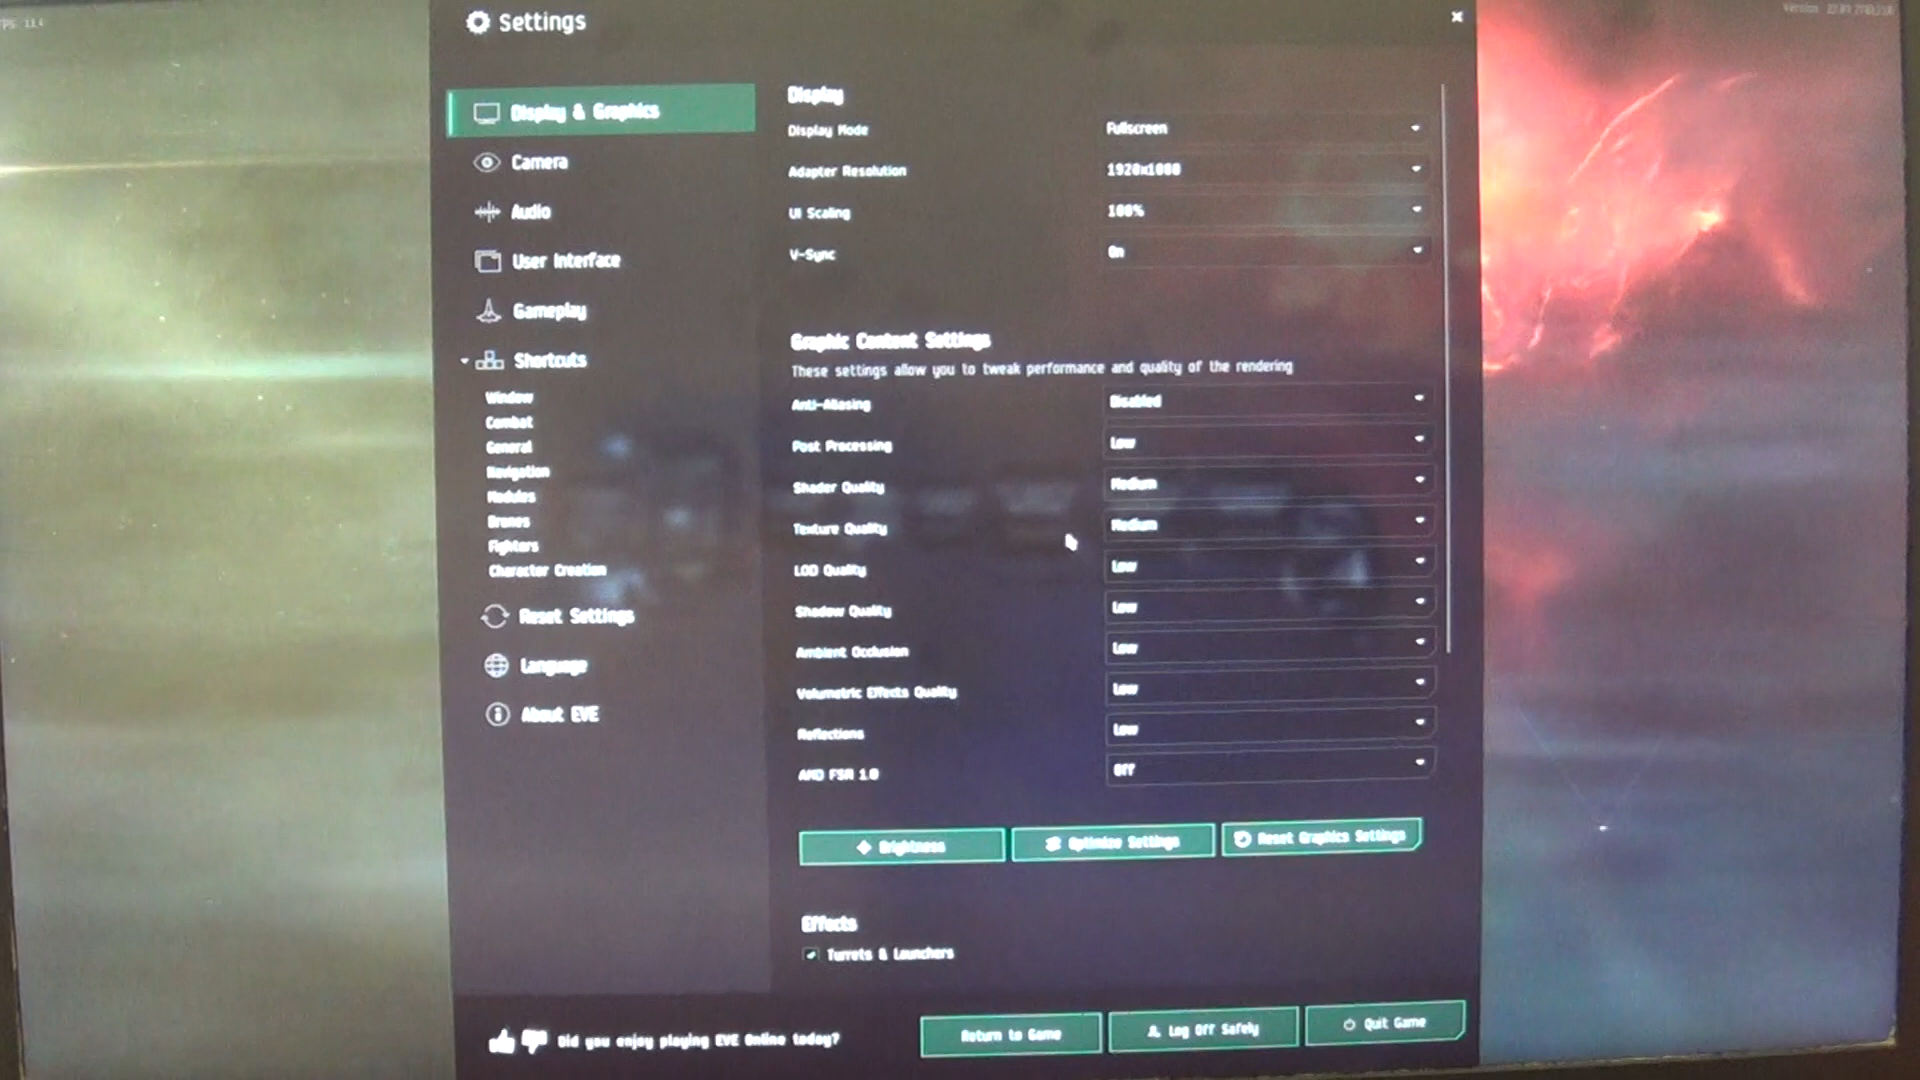 FPS: 11.4
Settings
Display & Graphics
Camera
Audio
User Interface
Gameplay
Shortcuts
Window
Combat
General
Navigation
Modules
Drones
Fighters
Character Creation
Reset Settings
Language
About EVE
Display
Display Mode Fullscreen
Adapter Resolution 1920x1080
UI Scaling 100%
V-Sync On
Graphic Content Settings
These settings allow you to tweak performance and quality of the rendering
Anti-Aliasing Disabled
Post Processing Low
Shader Quality Medium
Texture Quality Medium
LOD Quality Low
Shadow Quality Low
Ambient Occlusion Low
Volumetric Effects Quality Low
Reflections Low
AMD FSR 1.0 Off
Brightness Optimize Settings Reset Graphics Settings
Effects
Turrets & Launchers
Did you enjoy playing EVE Online today?
Return to Game Log Off Safely Quit Game
Version: